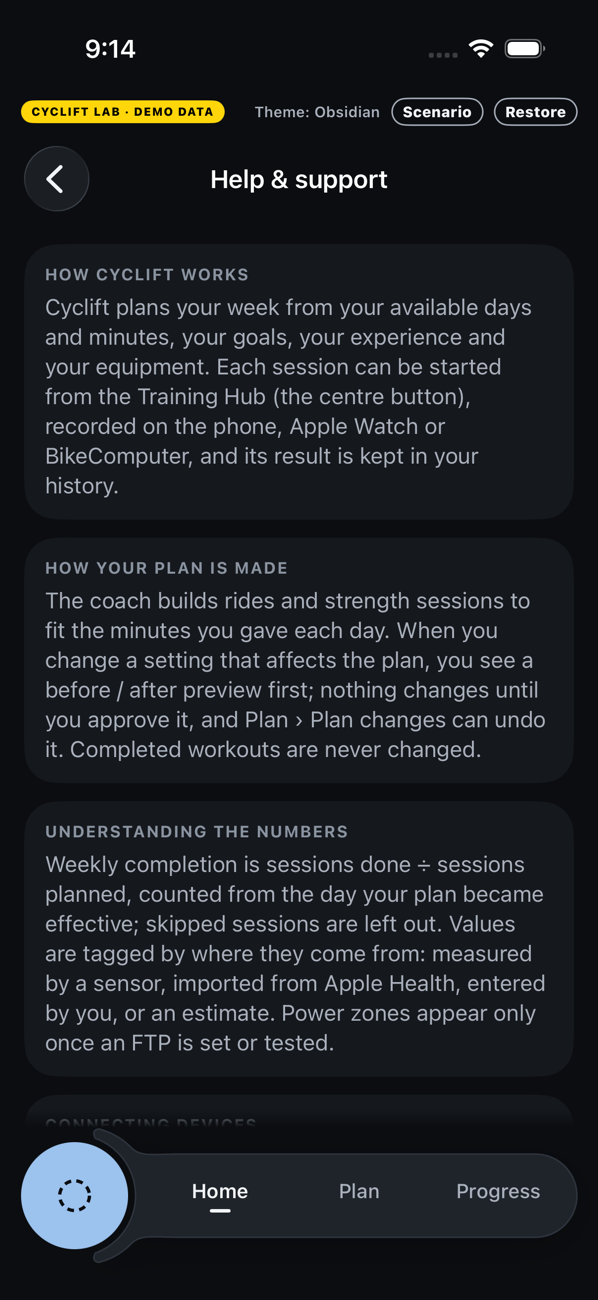 9:14
CYCLIFT LAB · DEMO DATA
Theme: Obsidian
Scenario
Restore
Help & support
HOW CYCLIFT WORKS
Cyclift plans your week from your available days
and minutes, your goals, your experience and
your equipment. Each session can be started
from the Training Hub (the centre button),
recorded on the phone, Apple Watch or
BikeComputer, and its result is kept in your
history.
HOW YOUR PLAN IS MADE
The coach builds rides and strength sessions to
fit the minutes you gave each day. When you
change a setting that affects the plan, you see a
before / after preview first; nothing changes until
you approve it, and Plan › Plan changes can undo
it. Completed workouts are never changed.
UNDERSTANDING THE NUMBERS
Weekly completion is sessions done ÷ sessions
planned, counted from the day your plan became
effective; skipped sessions are left out. Values
are tagged by where they come from: measured
by a sensor, imported from Apple Health, entered
by you, or an estimate. Power zones appear only
once an FTP is set or tested.
CONNECTING DEVICES
Home
Plan
Progress